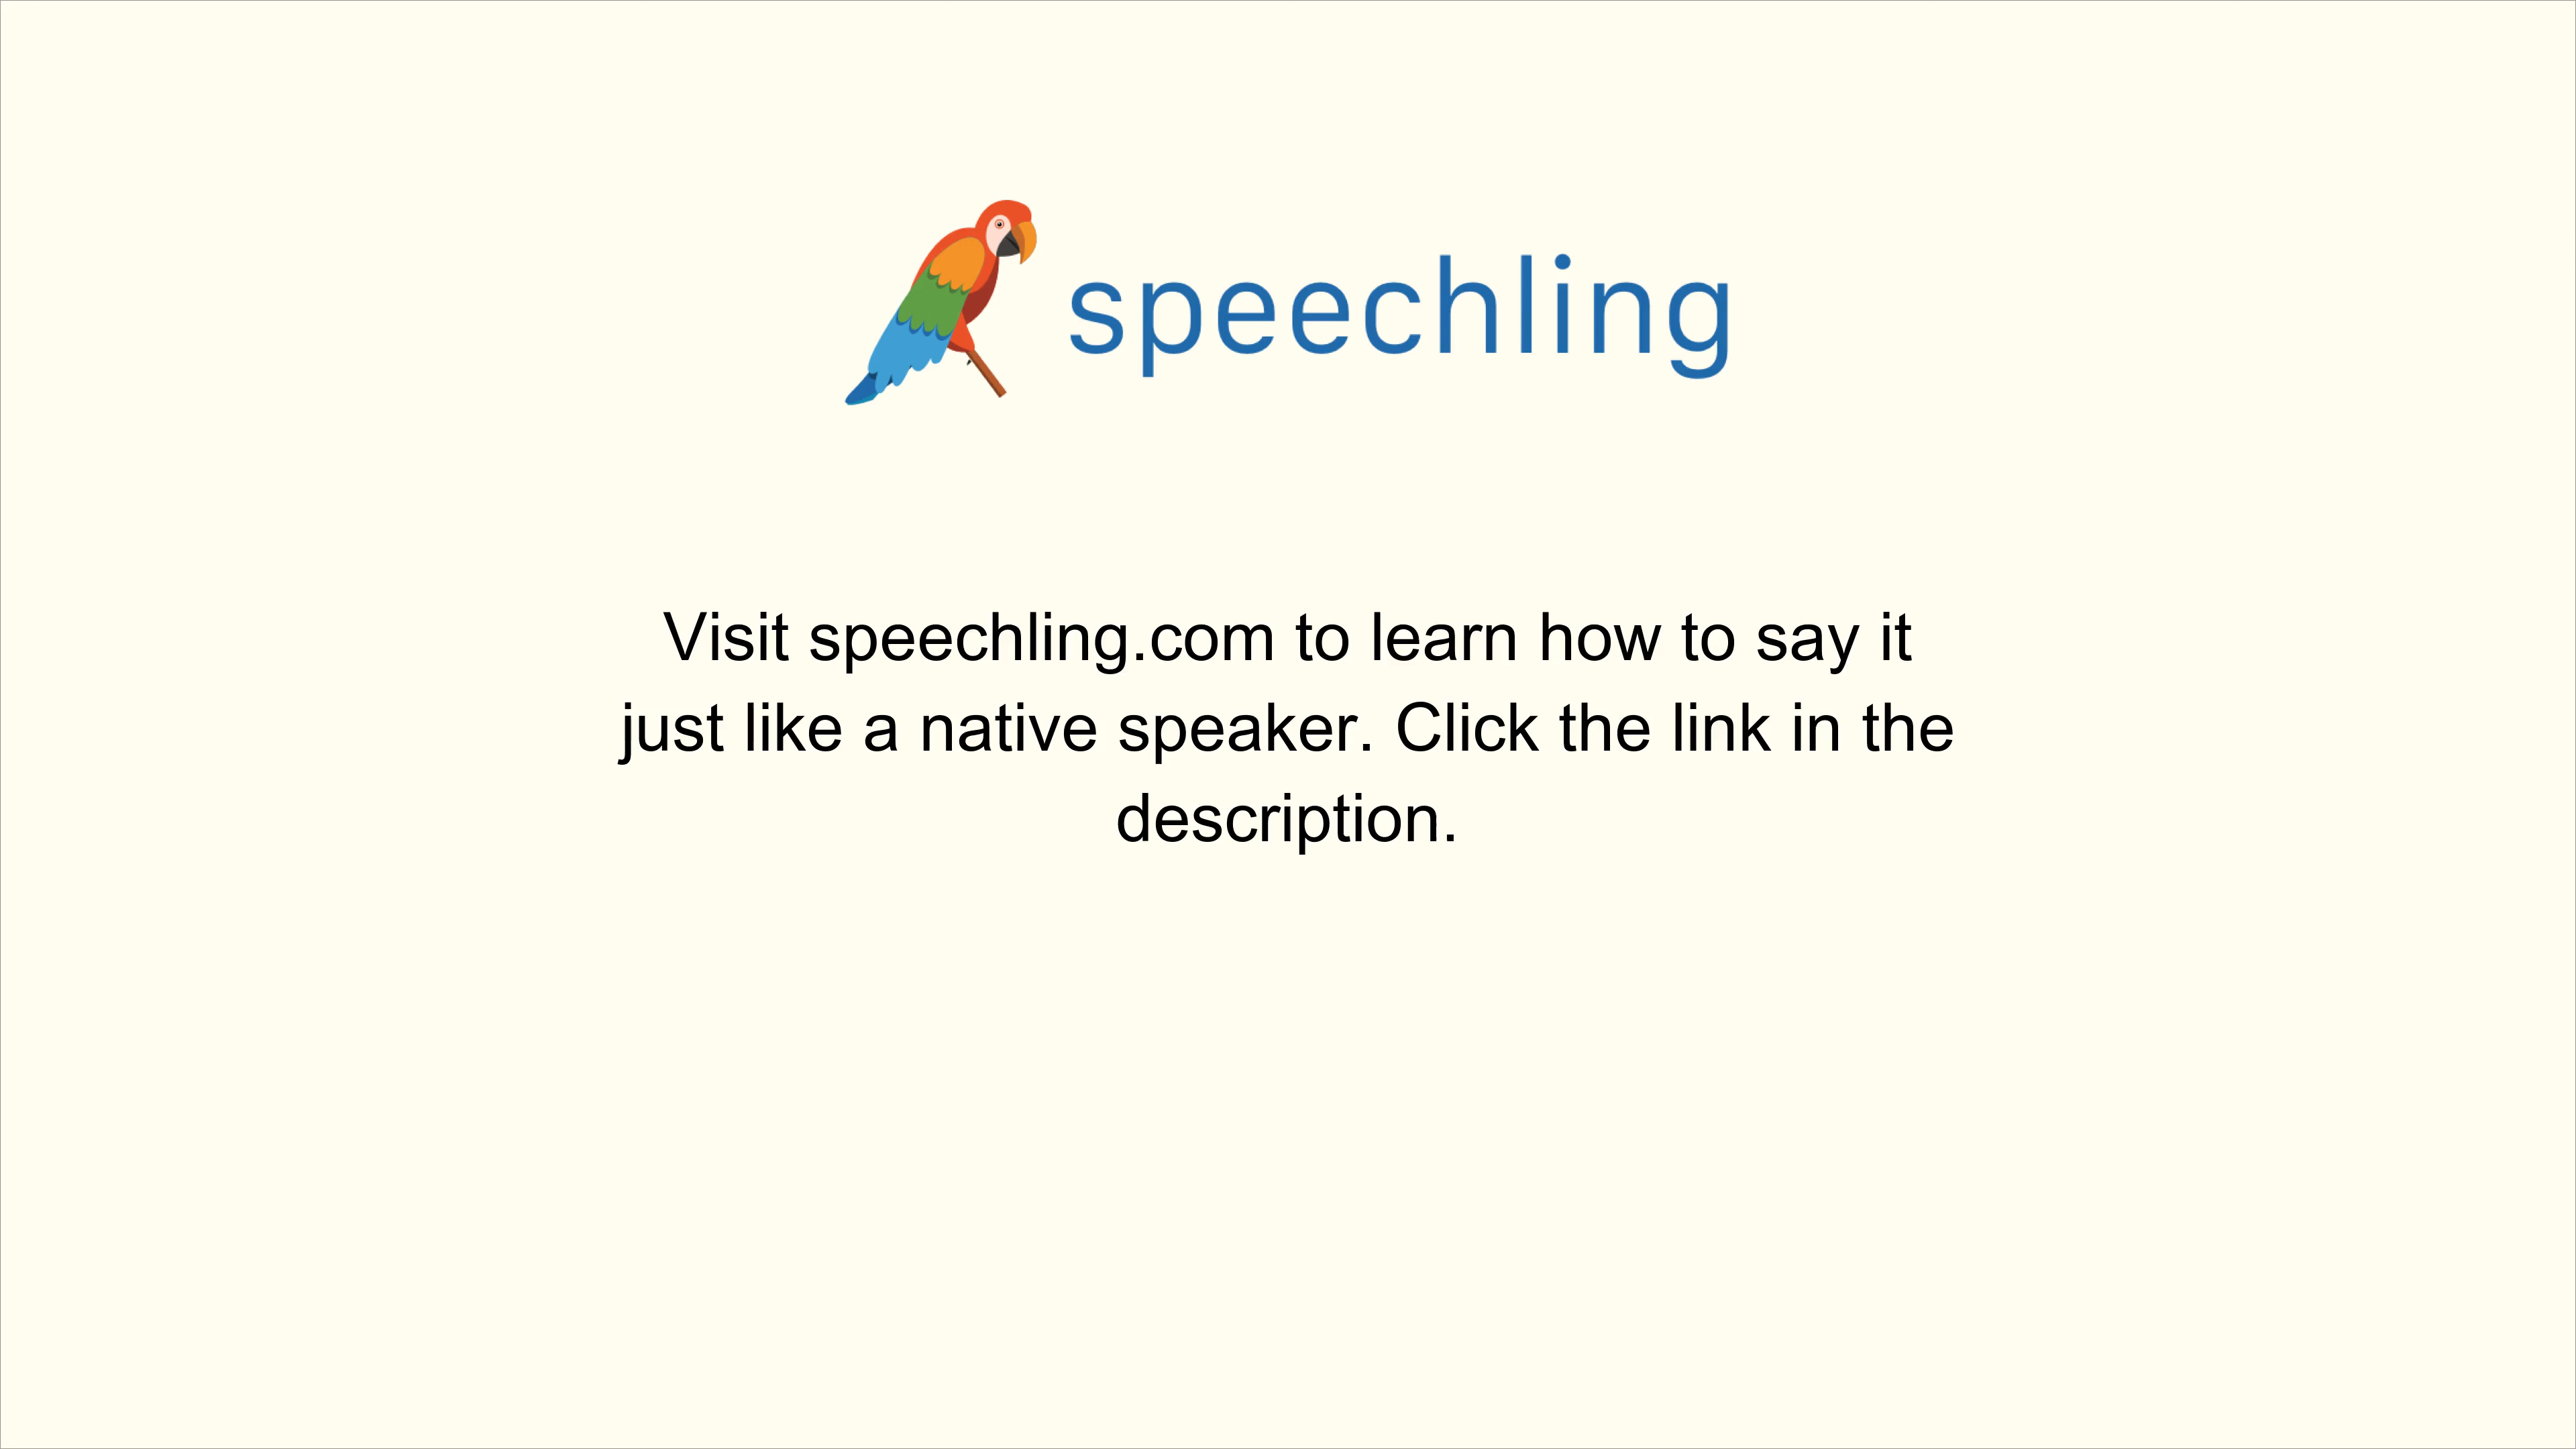 speechling
Visit speechling.com to learn how to say it
just like a native speaker. Click the link in the
description.